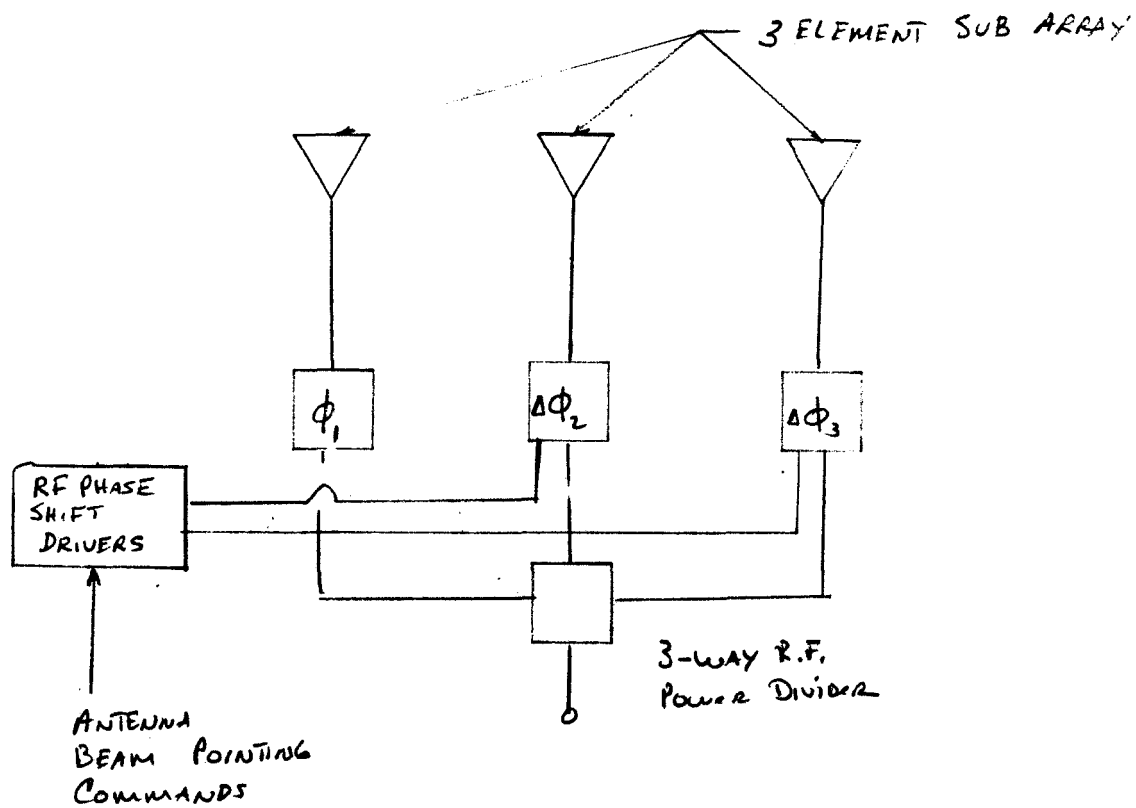 3 ELEMENT SUB ARRAY
ϕ₁
Δϕ₂
Δϕ₃
RF PHASE
SHIFT
DRIVERS
3-WAY R.F.
POWER DIVIDER
ANTENNA
BEAM POINTING
COMMANDS